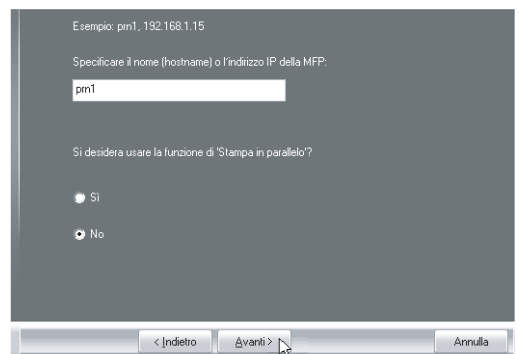 Esempio: prn1, 192.168.1.15
Specificare il nome (hostname) o l'indirizzo IP della MFP:
prn1
Si desidera usare la funzione di 'Stampa in parallelo'?
Sì
No
< Indietro
Avanti >
Annulla